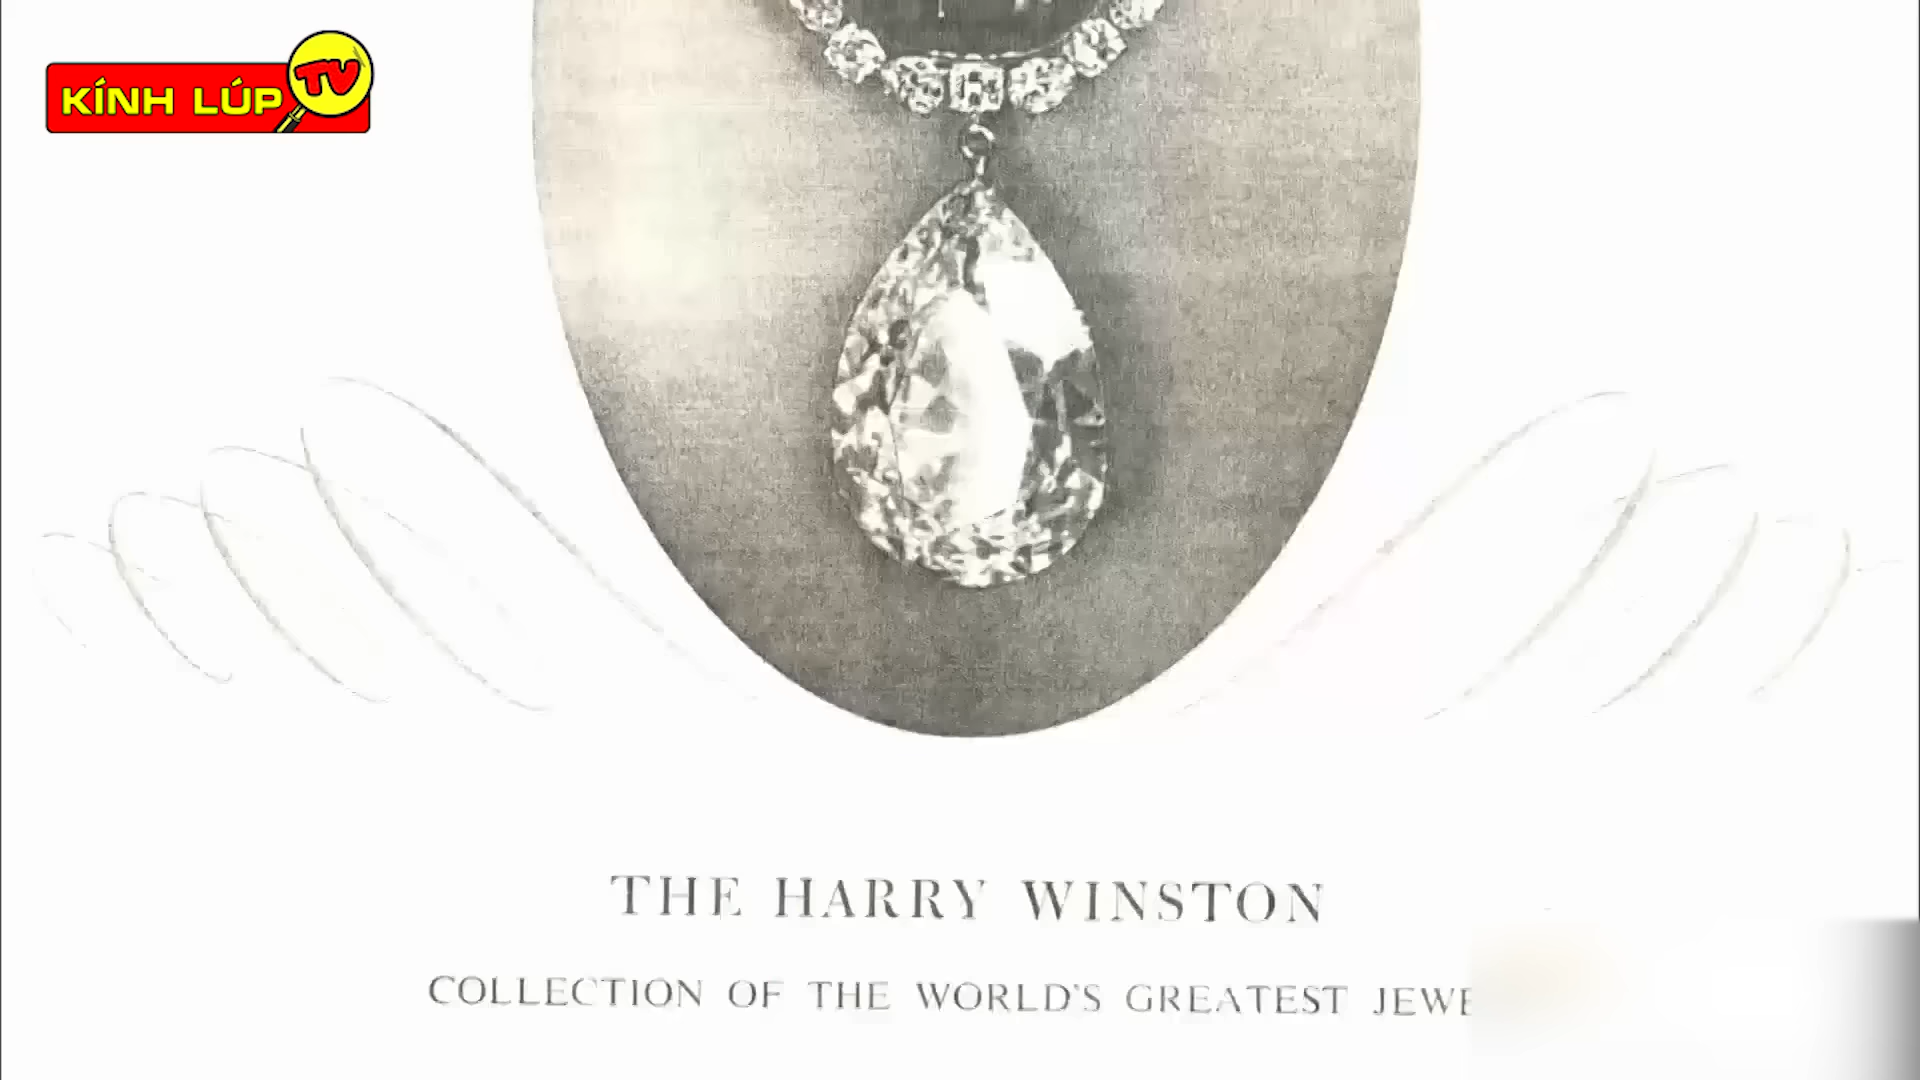 KÍNH LÚP TV
THE HARRY WINSTON
COLLECTION OF THE WORLD'S GREATEST